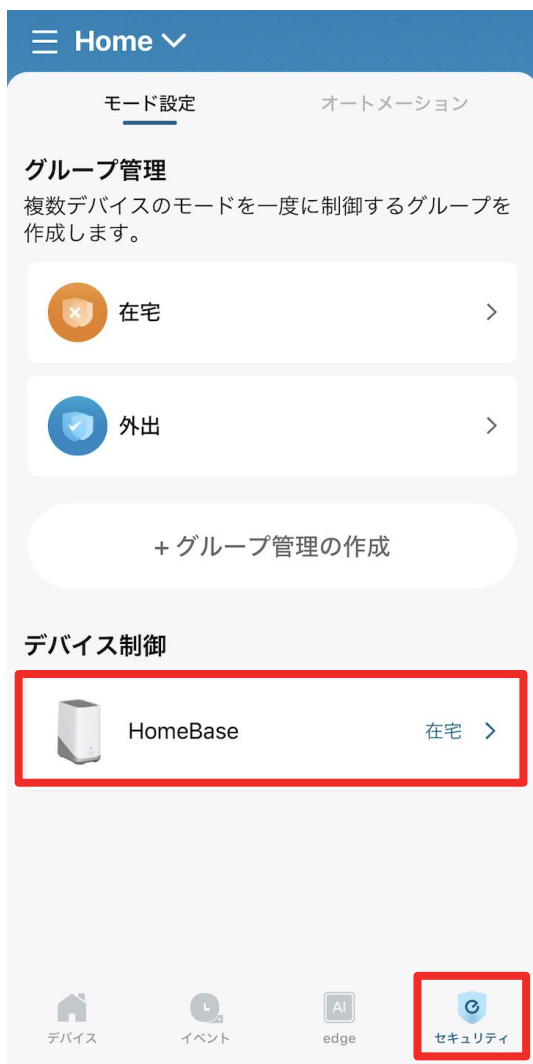 Home
モード設定
オートメーション
グループ管理
複数デバイスのモードを一度に制御するグループを
作成します。
在宅
外出
+ グループ管理の作成
デバイス制御
HomeBase
在宅
AI
デバイス
イベント
edge
セキュリティ